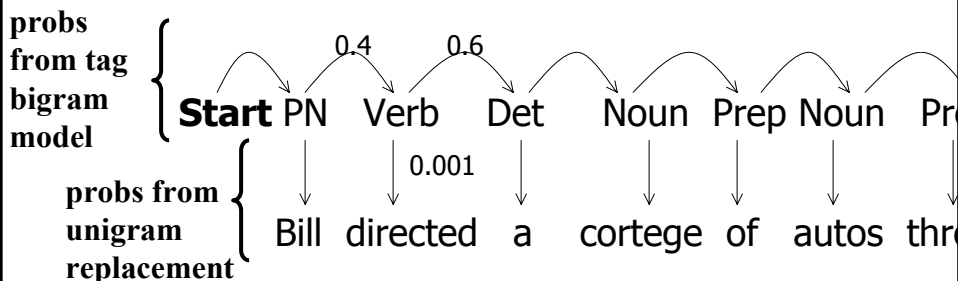 probs
from tag
bigram
model
0.4 0.6
Start PN Verb Det Noun Prep Noun
0.001
probs from
unigram
replacement
Bill directed a cortege of autos